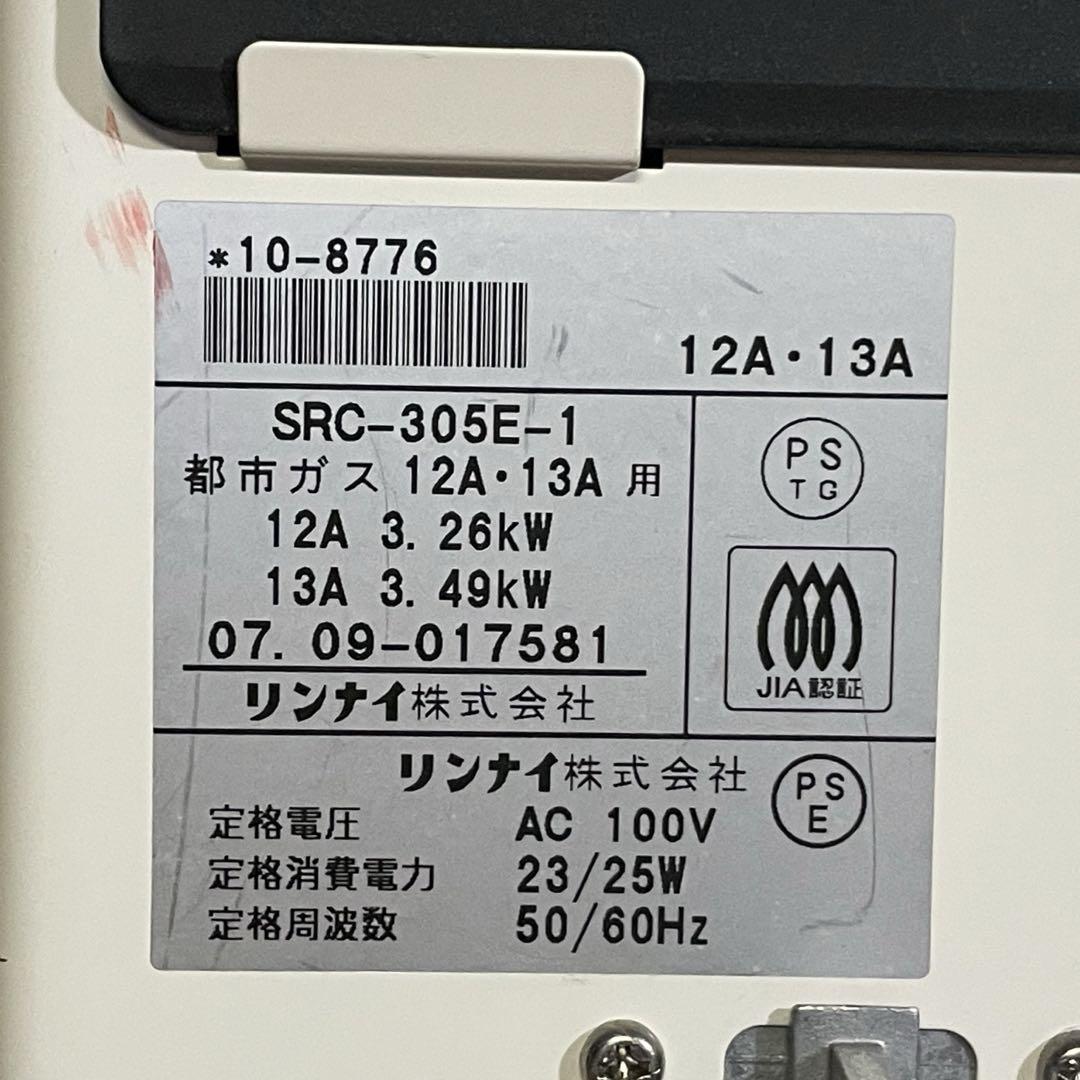 *10-8776
12A・13A
SRC-305E-1
都市ガス 12A・13A 用
12A 3.26kW
13A 3.49kW
07.09-017581
リンナイ株式会社
PS
TG
JIA認証
リンナイ株式会社
PS
E
定格電圧 AC 100V
定格消費電力 23/25W
定格周波数 50/60Hz